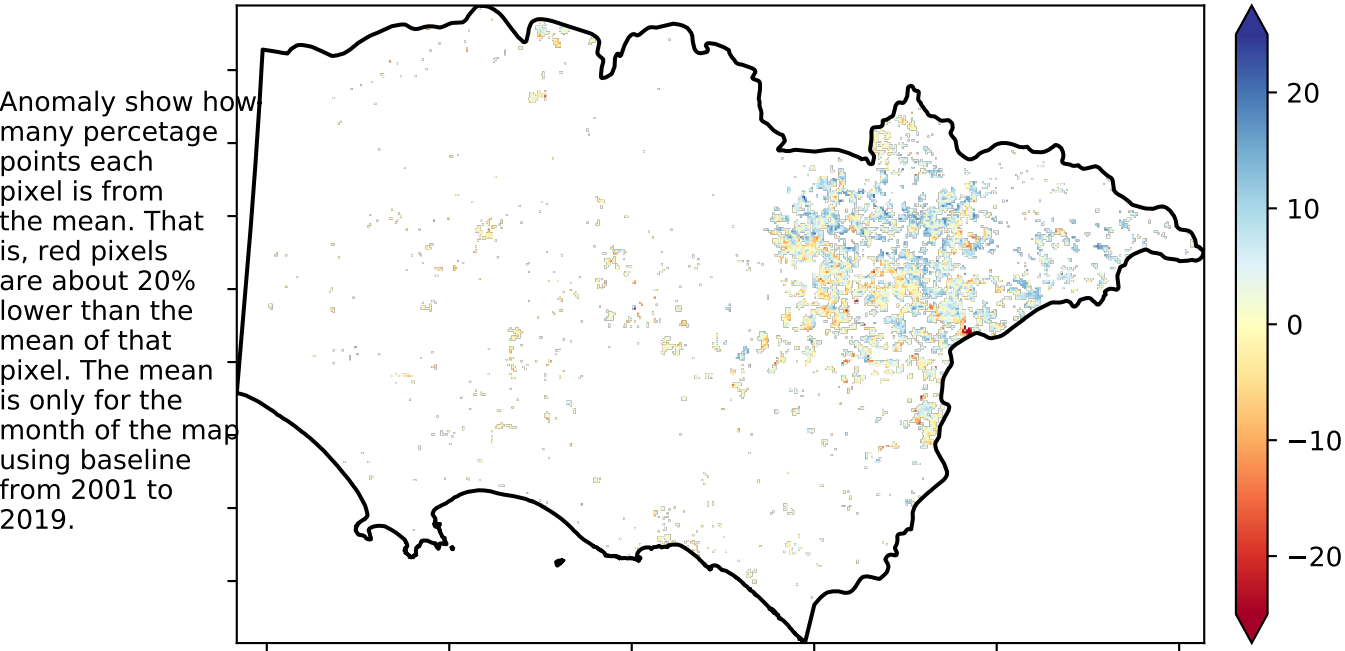 Anomaly show how
many percetage
points each
pixel is from
the mean. That
is, red pixels
are about 20%
lower than the
mean of that
pixel. The mean
is only for the
month of the map
using baseline
from 2001 to
2019.
20
10
0
−10
−20